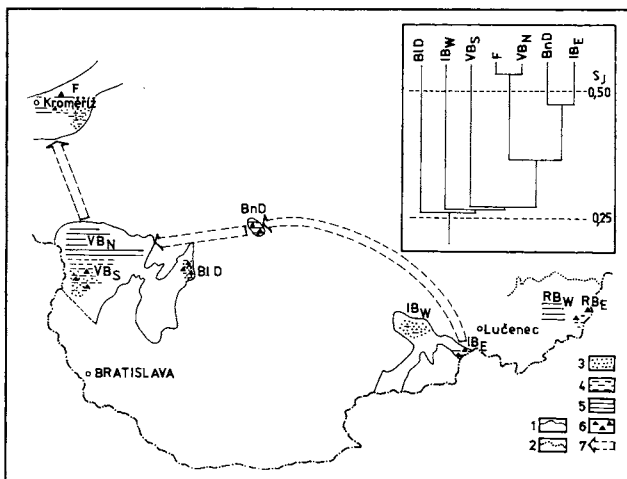 BlD IBW VBS F VBN BnD IBE
SJ
0,50
0,25
F
Kroměříž
BnD
VBN
VBS
BlD
IBW
Lučenec
RBW RBE
IBE
BRATISLAVA
3
4
5
1 6
2 7